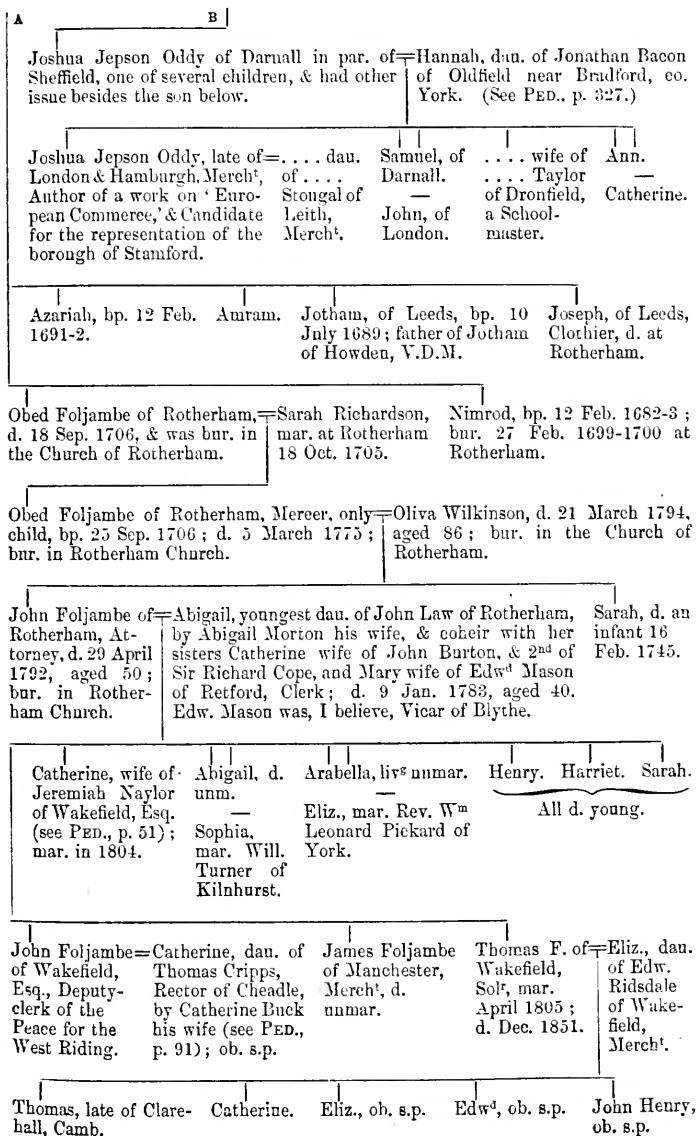 A B
Joshua Jepson Oddy of Darnall in par. of
Sheffield, one of several children, & had other
issue besides the son below.
Hannah, dau. of Jonathan Bacon
of Oldfield near Bradford, co.
York. (See PED., p. 327.)
Joshua Jepson Oddy, late of
London & Hamburgh, Mercht,
Author of a work on ‘Euro-
pean Commerce,’ & Candidate
for the representation of the
borough of Stamford.
= . . . . dau.
of . . . .
Stongal of
Leith,
Mercht.
Samuel, of
Darnall.
—
John, of
London.
. . . . wife of
. . . . Taylor
of Dronfield,
a School-
master.
Ann.
—
Catherine.
Azariah, bp. 12 Feb.
1691-2.
Amram.
Jotham, of Leeds, bp. 10
July 1689; father of Jotham
of Howden, V.D.M.
Joseph, of Leeds,
Clothier, d. at
Rotherham.
Obed Foljambe of Rotherham,
d. 18 Sep. 1706, & was bur. in
the Church of Rotherham.
Sarah Richardson,
mar. at Rotherham
18 Oct. 1705.
Nimrod, bp. 12 Feb. 1682-3;
bur. 27 Feb. 1699-1700 at
Rotherham.
Obed Foljambe of Rotherham, Mercer, only
child, bp. 25 Sep. 1706; d. 5 March 1775;
bur. in Rotherham Church.
Oliva Wilkinson, d. 21 March 1794,
aged 86; bur. in the Church of
Rotherham.
John Foljambe of
Rotherham, At-
torney, d. 29 April
1792, aged 50;
bur. in Rother-
ham Church.
Abigail, youngest dau. of John Law of Rotherham,
by Abigail Morton his wife, & coheir with her
sisters Catherine wife of John Burton, & 2nd of
Sir Richard Cope, and Mary wife of Edwd Mason
of Retford, Clerk; d. 9 Jan. 1783, aged 40.
Edw. Mason was, I believe, Vicar of Blythe.
Sarah, d. an
infant 16
Feb. 1745.
Catherine, wife of
Jeremiah Naylor
of Wakefield, Esq.
(see PED., p. 51);
mar. in 1804.
Abigail, d.
unm.
—
Sophia,
mar. Will.
Turner of
Kilnhurst.
Arabella, livg unmar.
—
Eliz., mar. Rev. Wm
Leonard Pickard of
York.
Henry. Harriet. Sarah.
All d. young.
John Foljambe
of Wakefield,
Esq., Deputy-
clerk of the
Peace for the
West Riding.
= Catherine, dau. of
Thomas Cripps,
Rector of Cheadle,
by Catherine Buck
his wife (see PED.,
p. 91); ob. s.p.
James Foljambe
of Manchester,
Mercht, d.
unmar.
Thomas F. of
Wakefield,
Solr, mar.
April 1805;
d. Dec. 1851.
Eliz., dau.
of Edw.
Ridsdale
of Wake-
field,
Mercht.
Thomas, late of Clare-
hall, Camb.
Catherine.
Eliz., ob. s.p.
Edwd, ob. s.p.
John Henry,
ob. s.p.